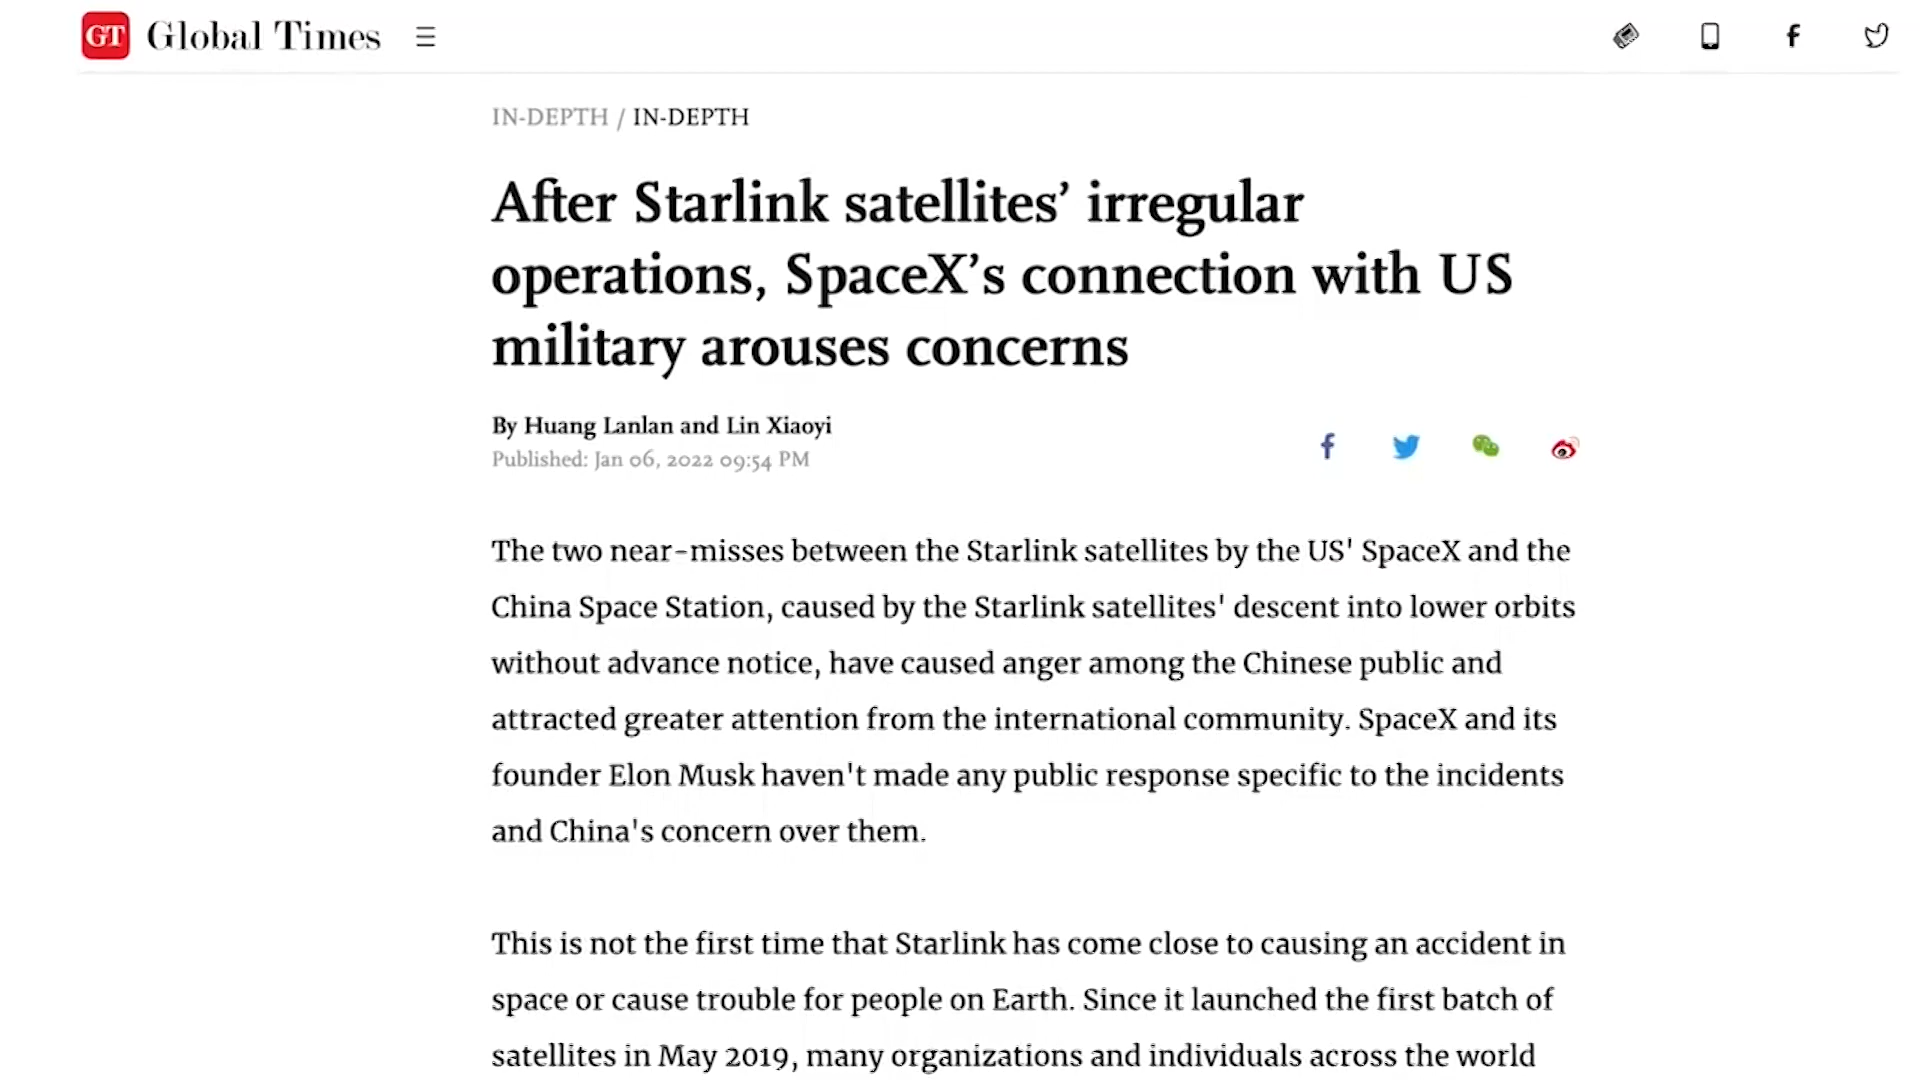 GT Global Times
IN-DEPTH / IN-DEPTH
After Starlink satellites’ irregular
operations, SpaceX’s connection with US
military arouses concerns
By Huang Lanlan and Lin Xiaoyi
Published: Jan 06, 2022 09:54 PM
The two near-misses between the Starlink satellites by the US' SpaceX and the
China Space Station, caused by the Starlink satellites' descent into lower orbits
without advance notice, have caused anger among the Chinese public and
attracted greater attention from the international community. SpaceX and its
founder Elon Musk haven't made any public response specific to the incidents
and China's concern over them.
This is not the first time that Starlink has come close to causing an accident in
space or cause trouble for people on Earth. Since it launched the first batch of
satellites in May 2019, many organizations and individuals across the world